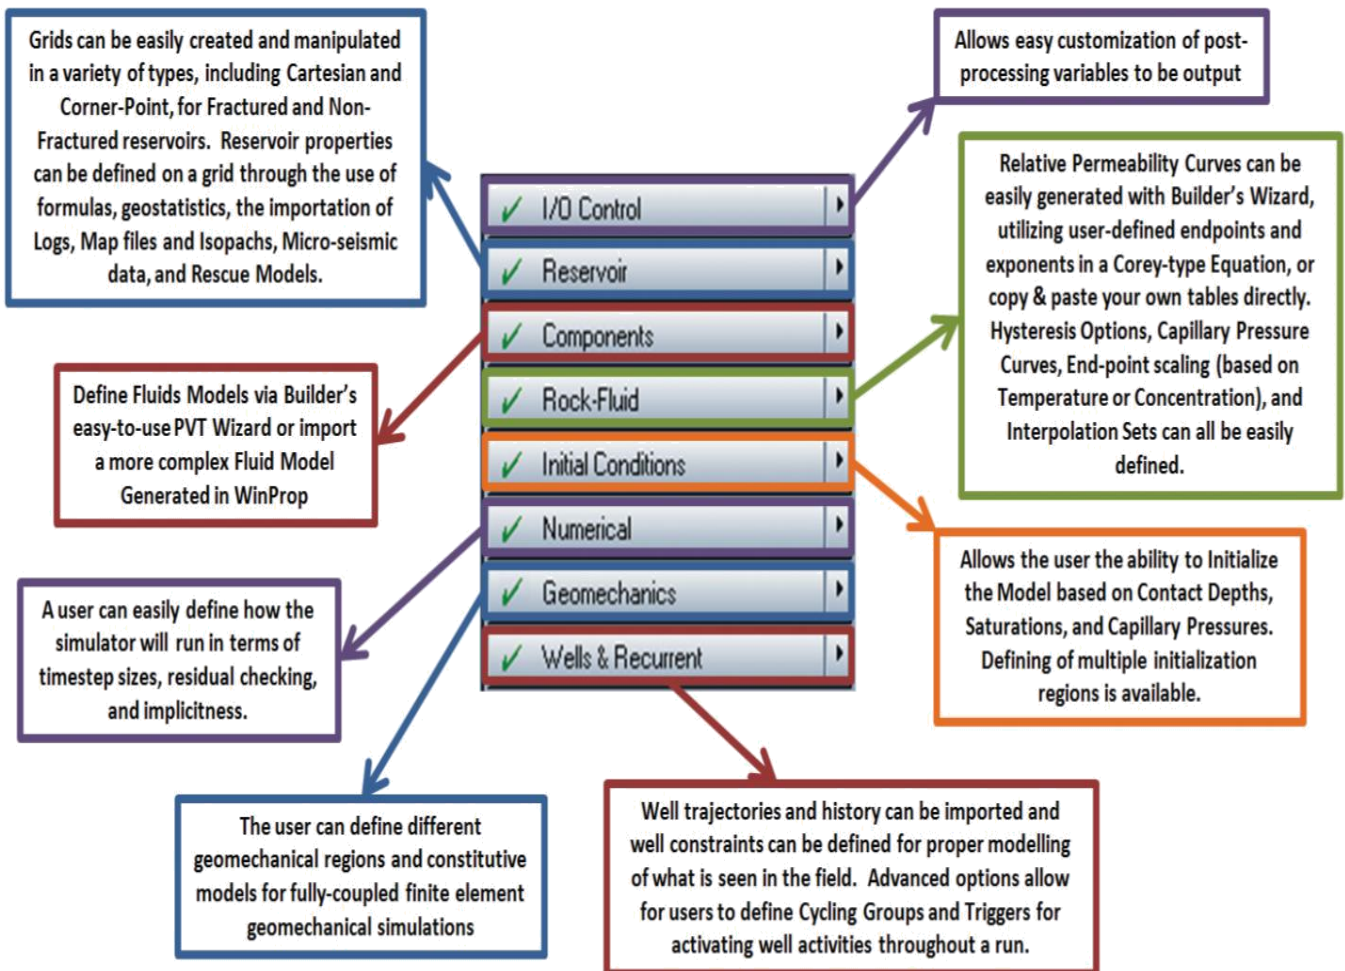 Grids can be easily created and manipulated
in a variety of types, including Cartesian and
Corner-Point, for Fractured and Non-
Fractured reservoirs. Reservoir properties
can be defined on a grid through the use of
formulas, geostatistics, the importation of
Logs, Map files and Isopachs, Micro-seismic
data, and Rescue Models.
Allows easy customization of post-
processing variables to be output
Relative Permeability Curves can be
easily generated with Builder's Wizard,
utilizing user-defined endpoints and
exponents in a Corey-type Equation, or
copy & paste your own tables directly.
Hysteresis Options, Capillary Pressure
Curves, End-point scaling (based on
Temperature or Concentration), and
Interpolation Sets can all be easily
defined.
I/O Control
Reservoir
Components
Rock-Fluid
Initial Conditions
Numerical
Geomechanics
Wells & Recurrent
Define Fluids Models via Builder's
easy-to-use PVT Wizard or import
a more complex Fluid Model
Generated in WinProp
Allows the user the ability to Initialize
the Model based on Contact Depths,
Saturations, and Capillary Pressures.
Defining of multiple initialization
regions is available.
A user can easily define how the
simulator will run in terms of
timestep sizes, residual checking,
and implicitness.
The user can define different
geomechanical regions and constitutive
models for fully-coupled finite element
geomechanical simulations
Well trajectories and history can be imported and
well constraints can be defined for proper modelling
of what is seen in the field. Advanced options allow
for users to define Cycling Groups and Triggers for
activating well activities throughout a run.